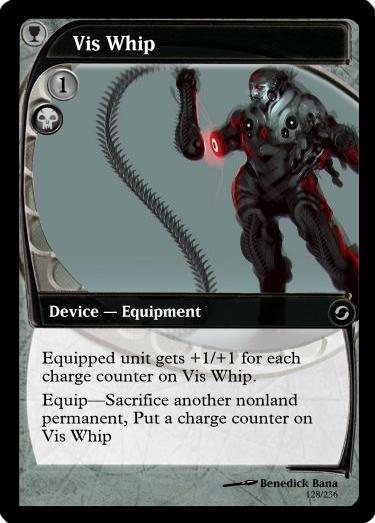 Vis Whip
1
Device — Equipment
Equipped unit gets +1/+1 for each
charge counter on Vis Whip.
Equip—Sacrifice another nonland
permanent, Put a charge counter on
Vis Whip
Benedick Bana
128/236